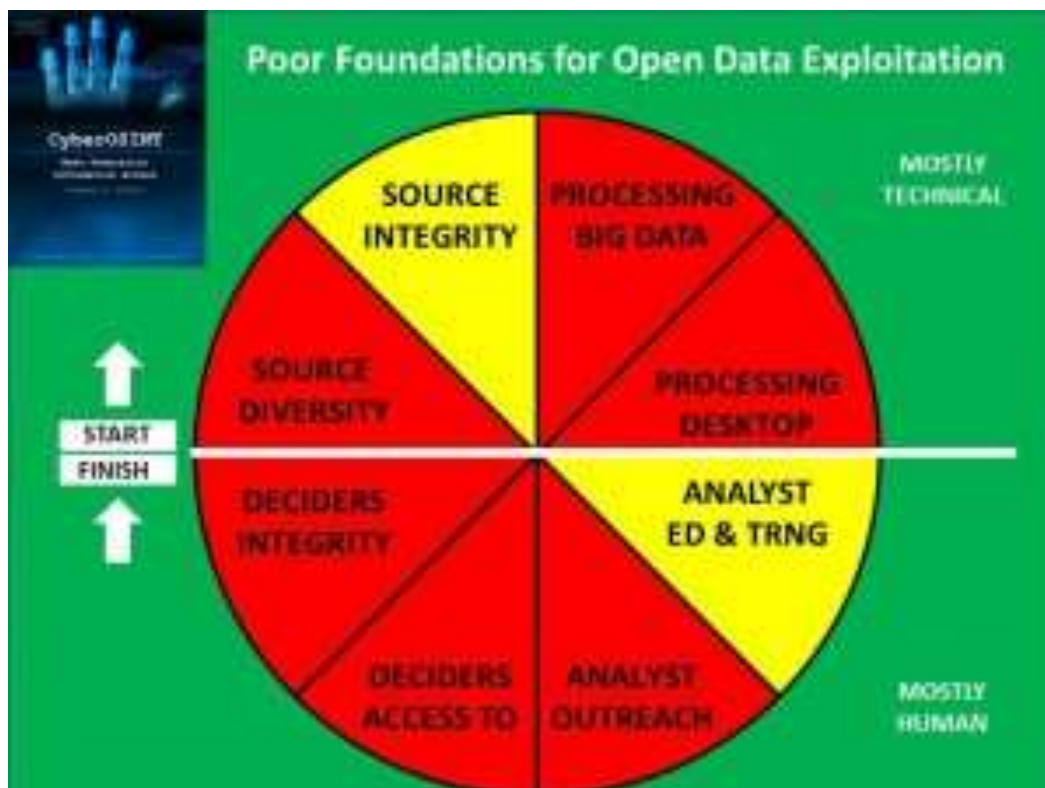 Poor Foundations for Open Data Exploitation
CyberOSINT
MOSTLY
TECHNICAL
SOURCE
INTEGRITY
PROCESSING
BIG DATA
SOURCE
DIVERSITY
PROCESSING
DESKTOP
START
FINISH
DECIDERS
INTEGRITY
ANALYST
ED & TRNG
DECIDERS
ACCESS TO
ANALYST
OUTREACH
MOSTLY
HUMAN